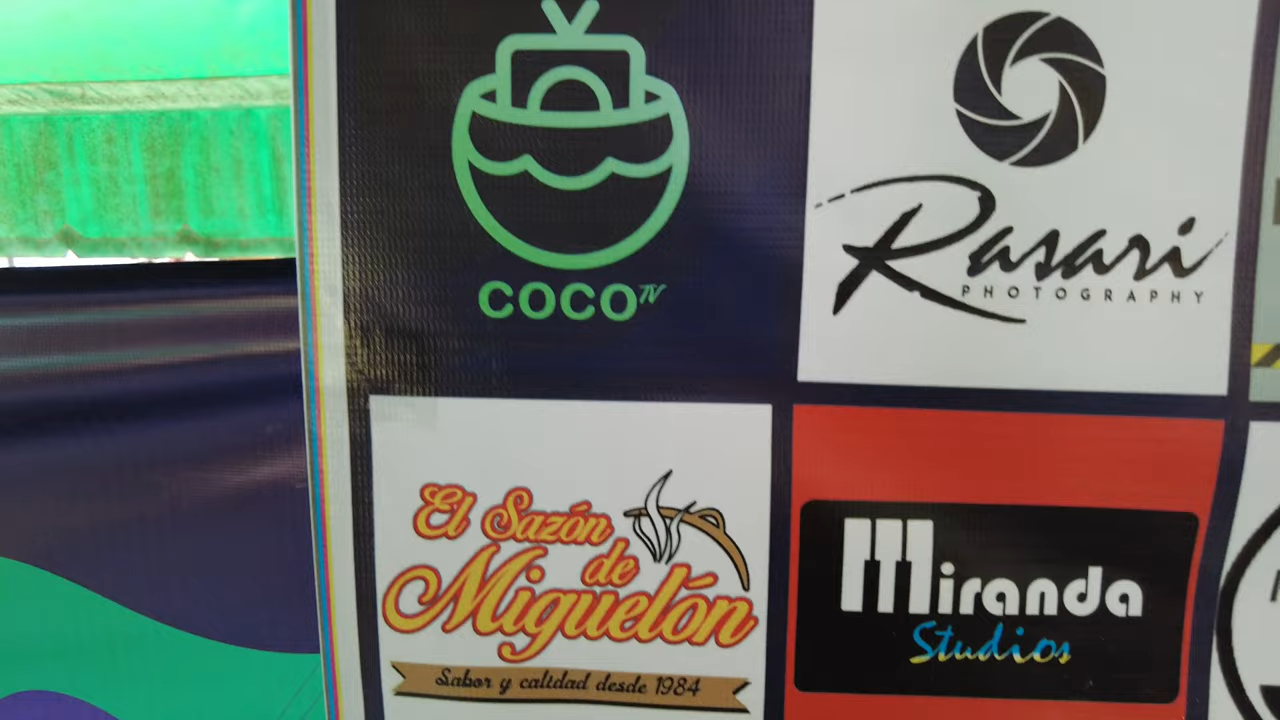 COCO TV
Rasari
PHOTOGRAPHY
El Sazón
de
Miguelón
Sabor y calidad desde 1984
Miranda
Studios